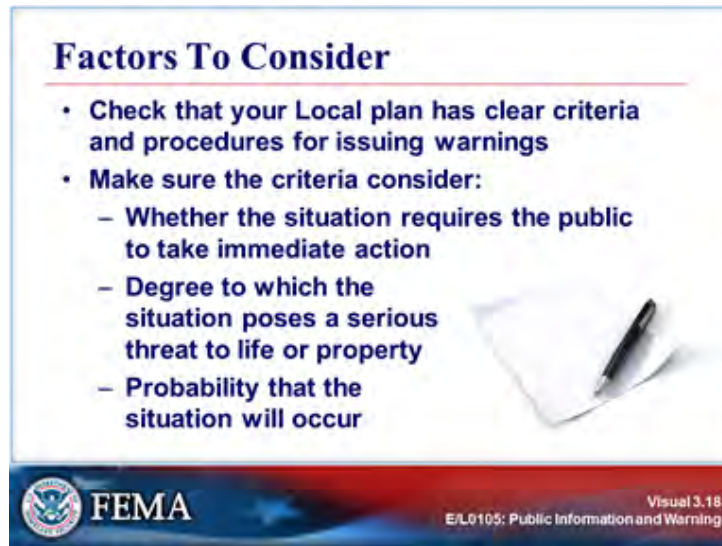 Factors To Consider
• Check that your Local plan has clear criteria
and procedures for issuing warnings
• Make sure the criteria consider:
– Whether the situation requires the public
to take immediate action
– Degree to which the
situation poses a serious
threat to life or property
– Probability that the
situation will occur
FEMA
Visual 3.18
E/L0105: Public Information and Warning